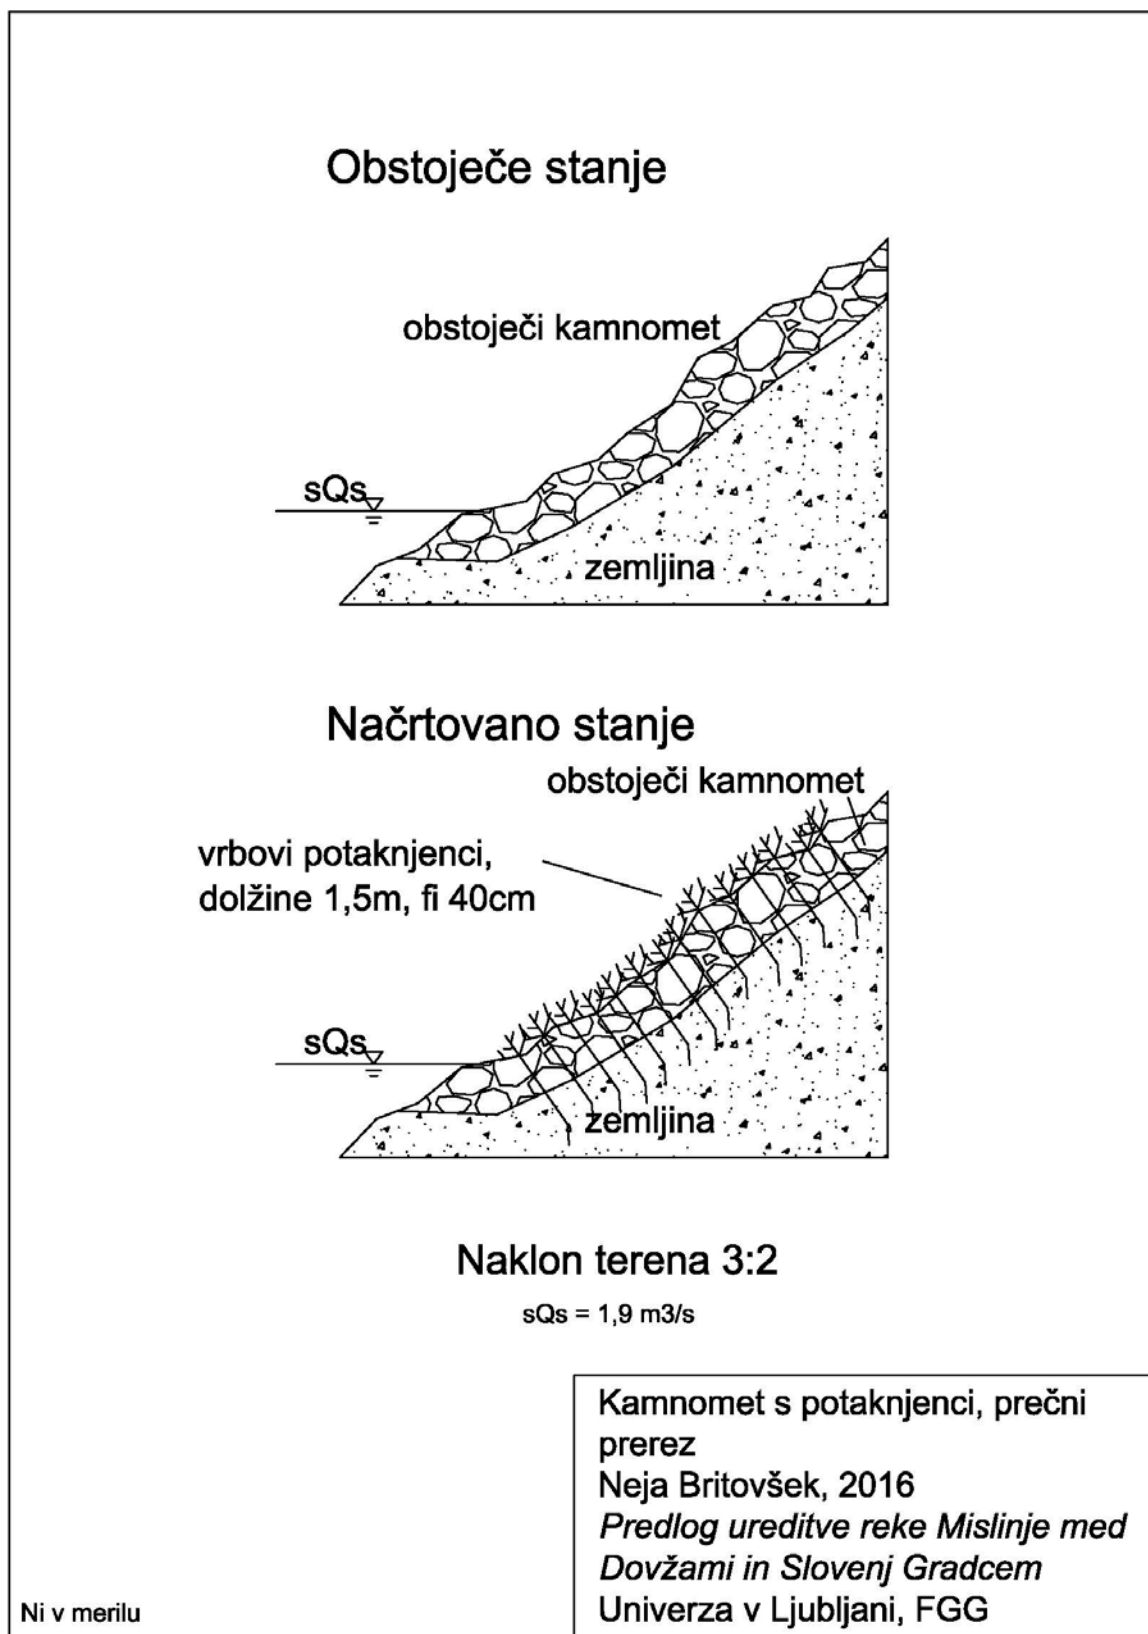 Obstoječe stanje
obstoječi kamnomet
sQs
zemljina
Načrtovano stanje
obstoječi kamnomet
vrbovi potaknjenci,
dolžine 1,5m, fi 40cm
sQs
zemljina
Naklon terena 3:2
sQs = 1,9 m3/s
Kamnomet s potaknjenci, prečni
prerez
Neja Britovšek, 2016
Predlog ureditve reke Mislinje med
Dovžami in Slovenj Gradcem
Univerza v Ljubljani, FGG
Ni v merilu